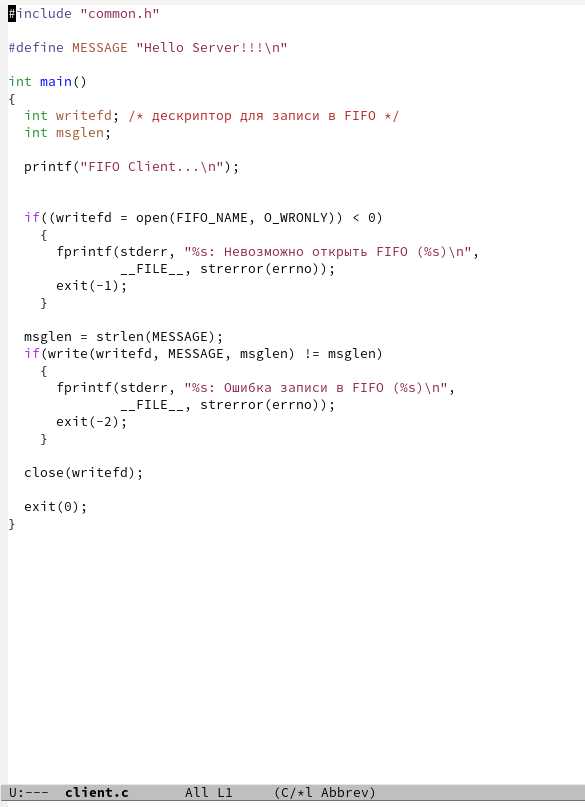 #include "common.h"
#define MESSAGE "Hello Server!!!\n"
int main()
{
int writefd; /* дескриптор для записи в FIFO */
int msglen;
printf("FIFO Client...\n");
if((writefd = open(FIFO_NAME, O_WRONLY)) < 0)
{
fprintf(stderr, "%s: Невозможно открыть FIFO (%s)\n",
__FILE__, strerror(errno));
exit(-1);
}
msglen = strlen(MESSAGE);
if(write(writefd, MESSAGE, msglen) != msglen)
{
fprintf(stderr, "%s: Ошибка записи в FIFO (%s)\n",
__FILE__, strerror(errno));
exit(-2);
}
close(writefd);
exit(0);
}
U:--- client.c All L1 (C/*l Abbrev)